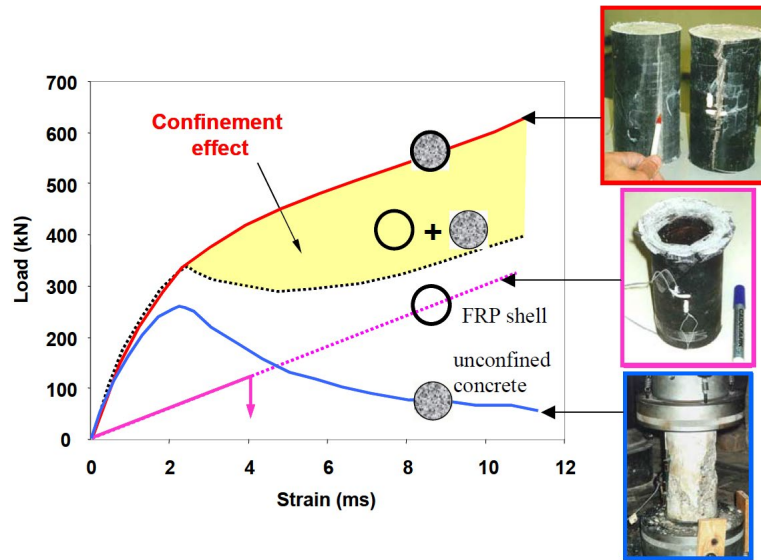 700
600
500
400
300
200
100
0
Load (kN)
0
2
4
6
8
10
12
Strain (ms)
Confinement
effect
+
FRP shell
unconfined
concrete